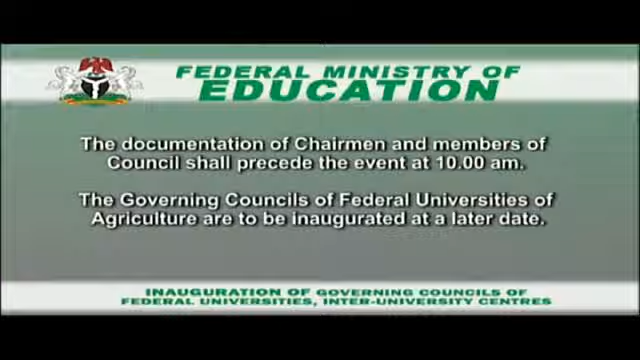 FEDERAL MINISTRY OF
EDUCATION
The documentation of Chairmen and members of
Council shall precede the event at 10.00 am.
The Governing Councils of Federal Universities of
Agriculture are to be inaugurated at a later date.
INAUGURATION OF GOVERNING COUNCILS OF
FEDERAL UNIVERSITIES, INTER-UNIVERSITY CENTRES